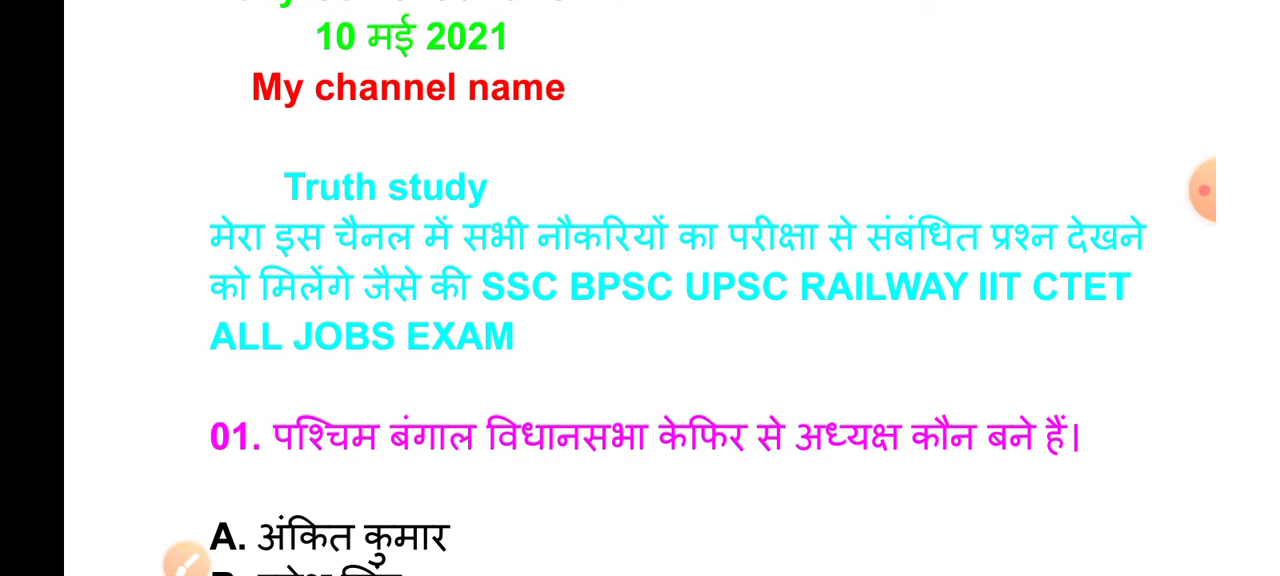 10 मई 2021
My channel name
Truth study
मेरा इस चैनल में सभी नौकरियों का परीक्षा से संबंधित प्रश्न देखने
को मिलेंगे जैसे की SSC BPSC UPSC RAILWAY IIT CTET
ALL JOBS EXAM
01. पश्चिम बंगाल विधानसभा केफिर से अध्यक्ष कौन बने हैं।
A. अंकित कुमार